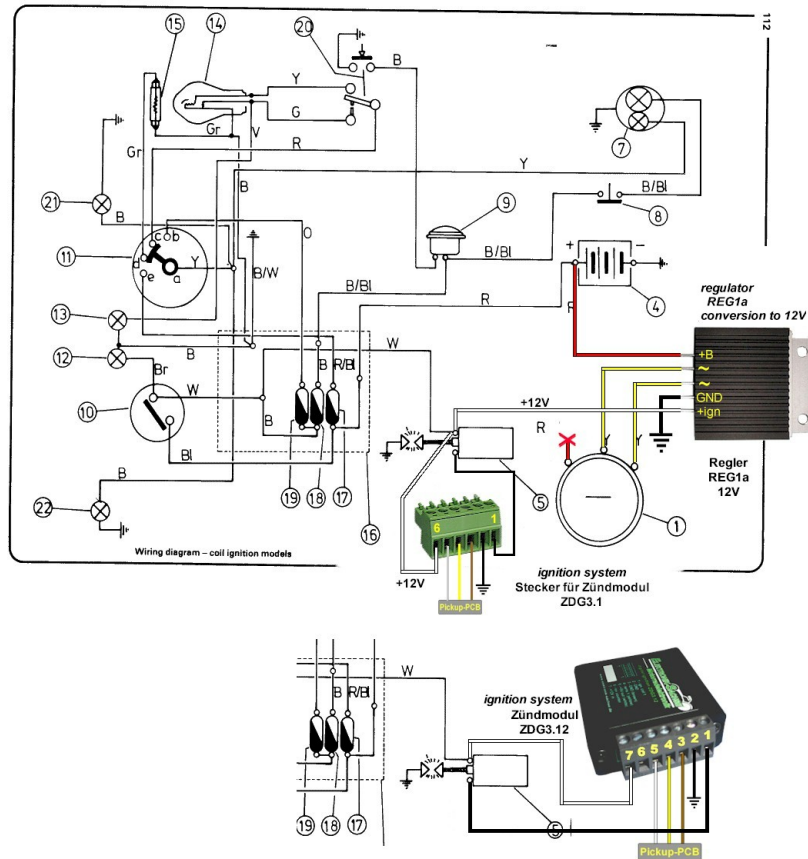 112
15
14
20
B
Y
G
Gr
V
R
Gr
7
Y
B
B/Bl
8
21
B
9
c
b
O
11
d
e
a
Y
B/W
B/Bl
B/Bl
+
-
4
R
R
regulator
REG1a
conversion to 12V
13
12
B
Br
W
B
R/Bl
W
10
B
+B
~
~
GND
+ign
+12V
R
Y
Y
Bl
Regler
REG1a
12V
B
22
19
18
17
16
5
1
6
1
Wiring diagram – coil ignition models
+12V
ignition system
Stecker für Zündmodul
ZDG3.1
Pickup-PCB
W
B
R/Bl
ignition system
Zündmodul
ZDG3.12
7 6 5 4 3 2 1
19
18
17
5
Pickup-PCB